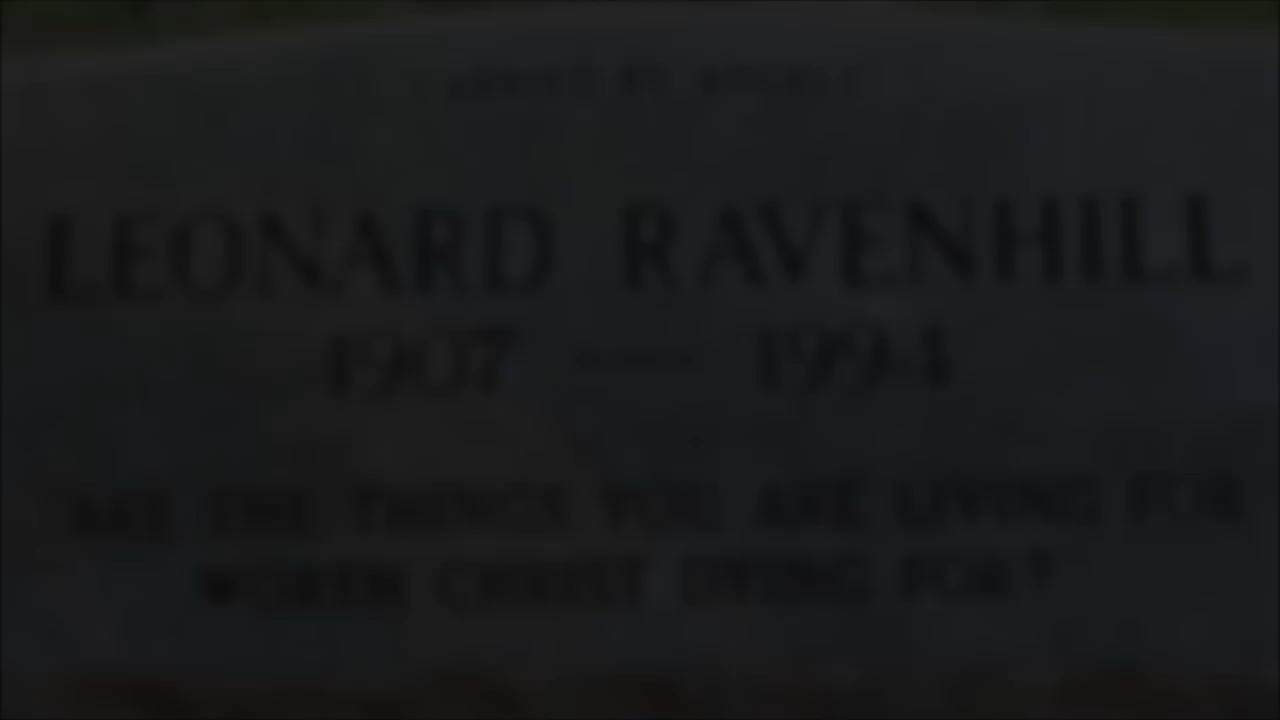 LEONARD RAVENHILL
1907 — 1994
ARE THE THINGS YOU ARE LIVING FOR
WORTH CHRIST DYING FOR?